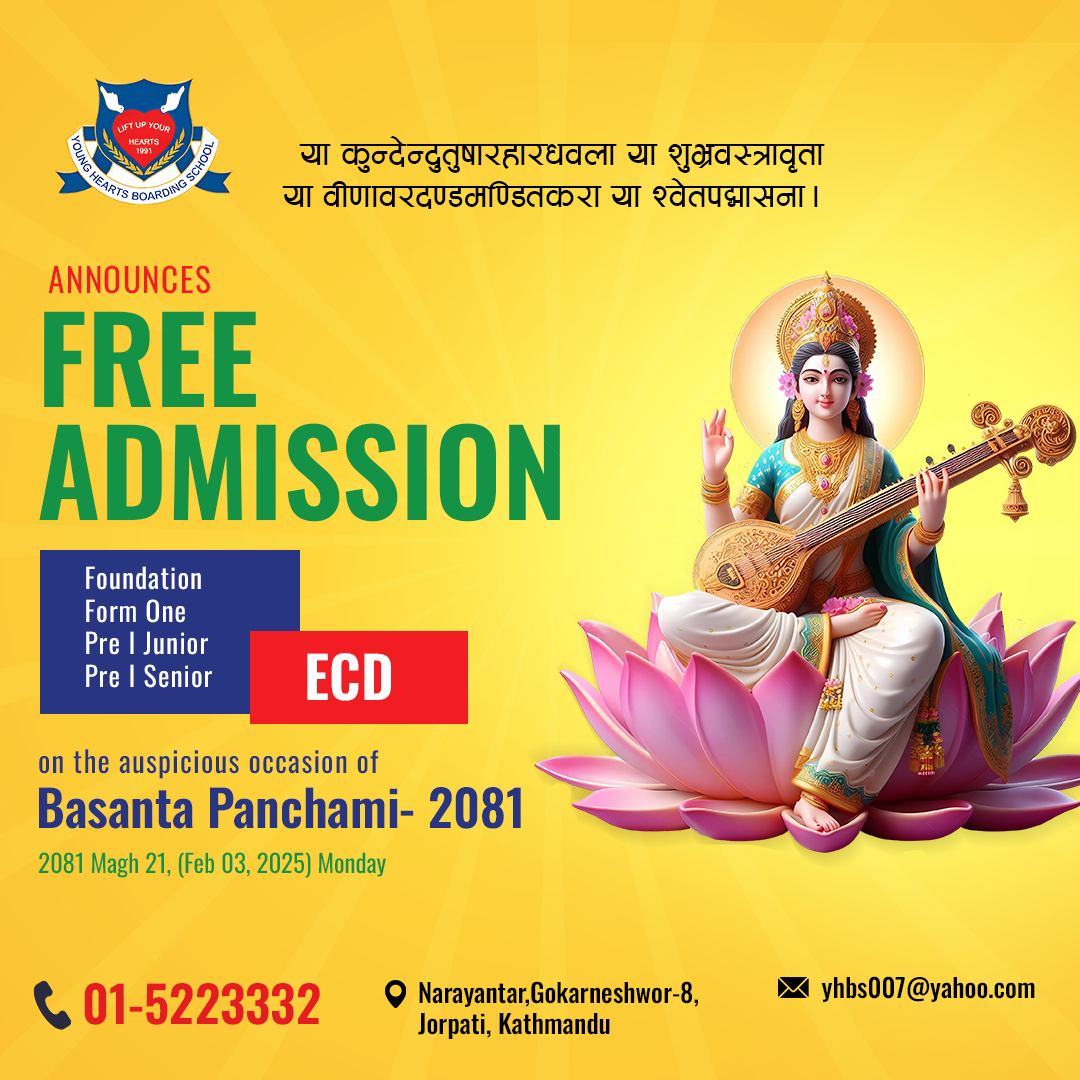 LIFT UP YOUR
HEARTS
1991
YOUNG HEARTS BOARDING SCHOOL
या कुन्देन्दुतुषारहारधवला या शुभ्रवस्त्रावृता
या वीणावरदण्डमण्डितकरा या श्वेतपद्मासना।
ANNOUNCES
FREE
ADMISSION
Foundation
Form One
Pre I Junior
Pre I Senior
ECD
on the auspicious occasion of
Basanta Panchami- 2081
2081 Magh 21, (Feb 03, 2025) Monday
01-5223332
Narayantar,Gokarneshwor-8,
Jorpati, Kathmandu
yhbs007@yahoo.com